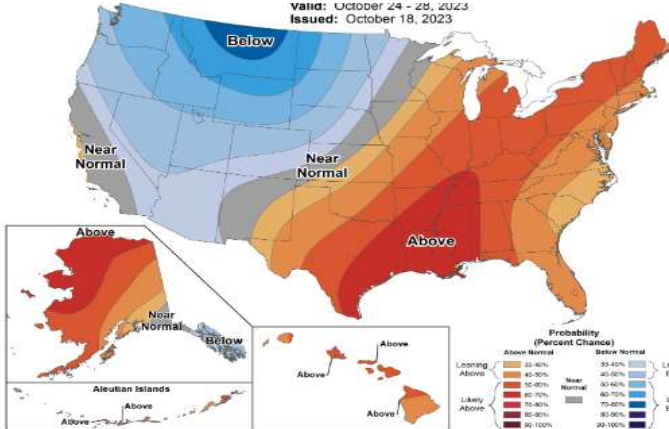 Valid: October 24 - 28, 2023
Issued: October 18, 2023
Below
Near
Normal
Near
Normal
Above
Above
Near
Normal
Below
Aleutian Islands
Above
Above
Above
Above
Above
Above
Probability
(Percent Chance)
Above Normal
Below Normal
Leaning
Above
33-40%
40-50%
50-60%
Likely
Above
60-70%
70-80%
80-90%
90-100%
Near
Normal
33-40%
40-50%
50-60%
60-70%
70-80%
80-90%
90-100%